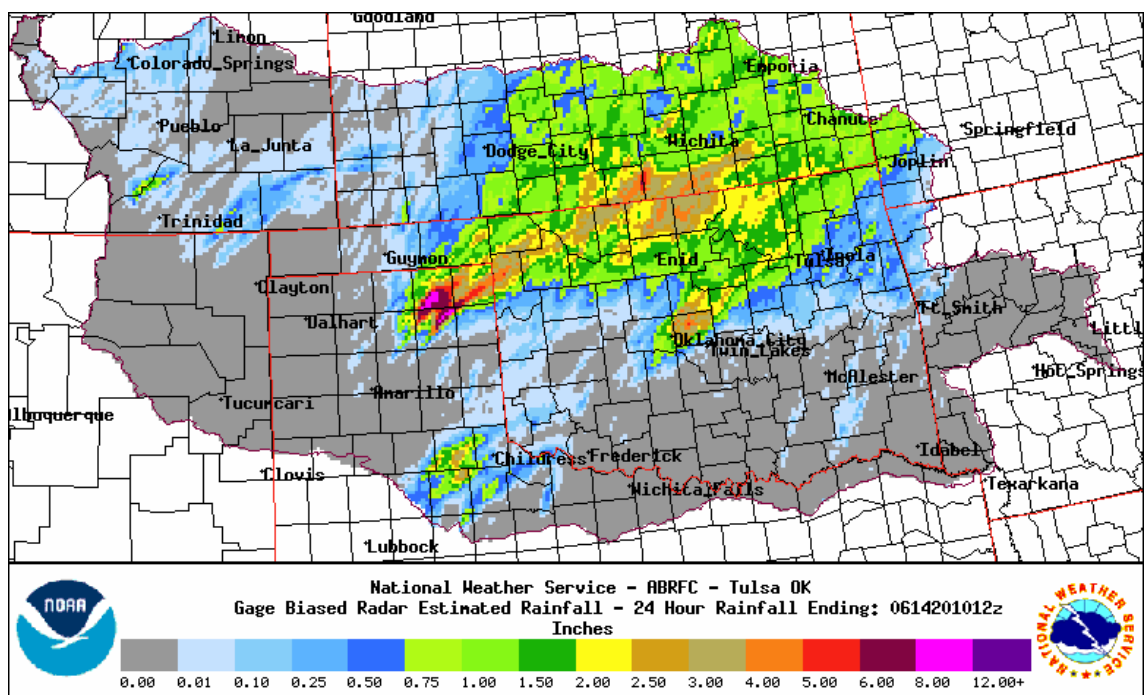 Goodland
Limon
Colorado_Springs
Emporia
Pueblo
Chanute
La_Junta
Dodge_City
Wichita
Springfield
Joplin
Trinidad
Guymon
Enid
Tulsa
Inola
Clayton
Dalhart
Ft_Smith
Oklahoma_City
Twin_Lakes
Littl
Hot_Springs
McAlester
Amarillo
Tucumcari
Albuquerque
Childress
Frederick
Idabel
Clovis
Wichita_Falls
Texarkana
Lubbock
NOAA
National Weather Service - ABRFC - Tulsa OK
Gage Biased Radar Estimated Rainfall - 24 Hour Rainfall Ending: 0614201012z
Inches
NATIONAL WEATHER SERVICE
0.00 0.01 0.10 0.25 0.50 0.75 1.00 1.50 2.00 2.50 3.00 4.00 5.00 6.00 8.00 12.00+